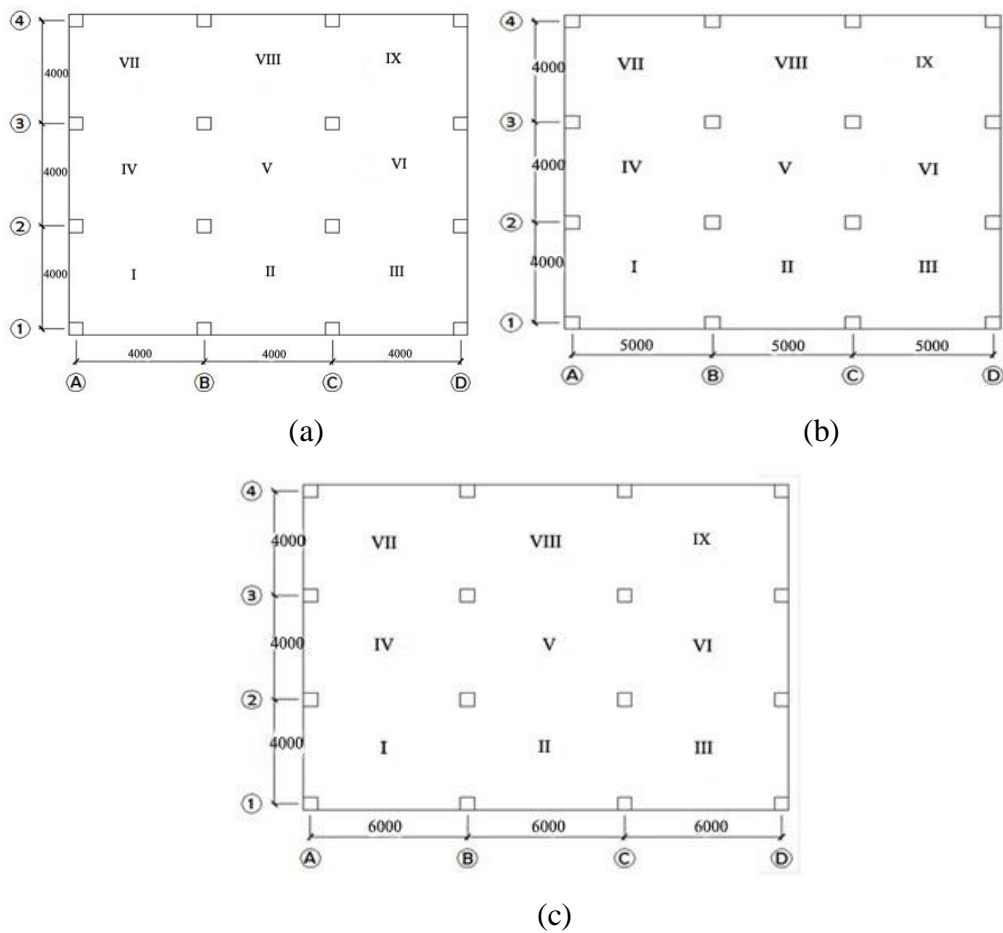 4
VII VIII IX
4000
3
IV V VI
4000
2
I II III
4000
1
4000 4000 4000
A B C D
(a)
4
VII VIII IX
4000
3
IV V VI
4000
2
I II III
4000
1
5000 5000 5000
A B C D
(b)
4
VII VIII IX
4000
3
IV V VI
4000
2
I II III
4000
1
6000 6000 6000
A B C D
(c)